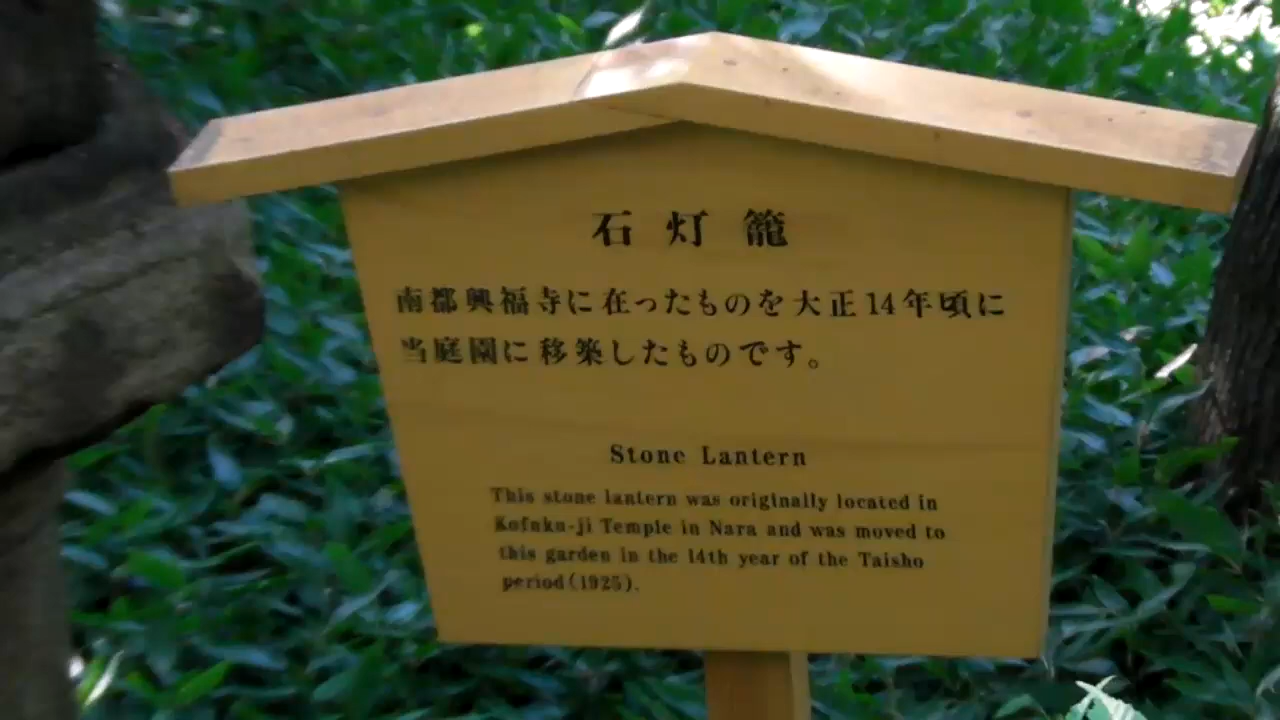 石灯籠
南都興福寺に在ったものを大正14年頃に
当庭園に移築したものです。
Stone Lantern
This stone lantern was originally located in
Kofuku-ji Temple in Nara and was moved to
this garden in the 14th year of the Taisho
period(1925).